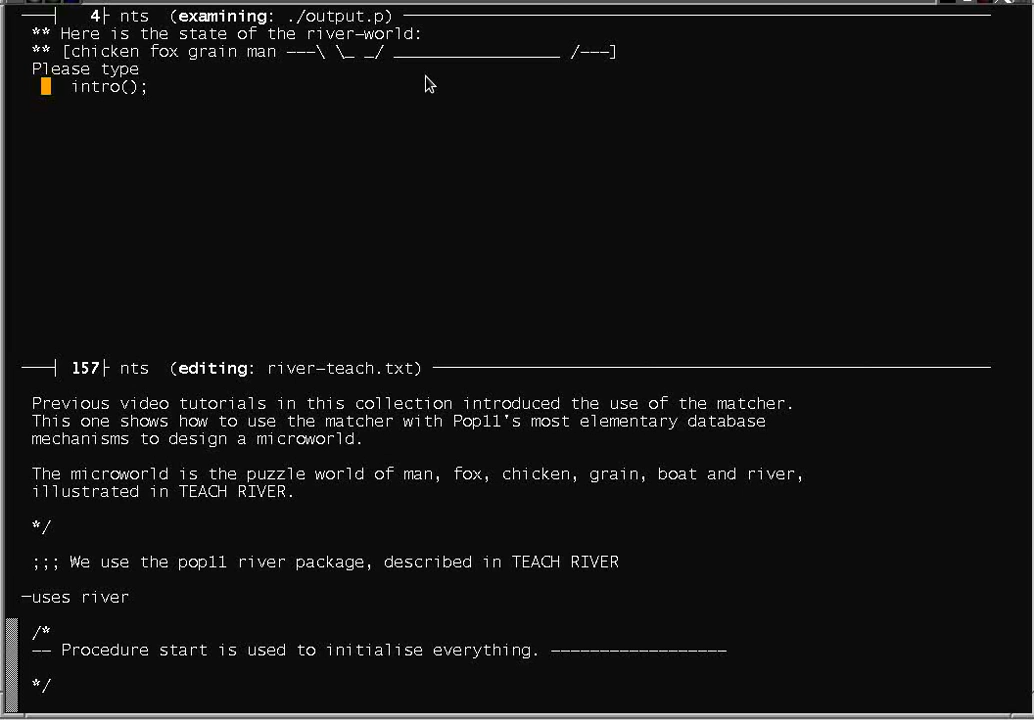 4 nts (examining: ./output.p)
** Here is the state of the river-world:
** [chicken fox grain man ---\ \_ _/ _________________ /---]
Please type
intro();
157 nts (editing: river-teach.txt)
Previous video tutorials in this collection introduced the use of the matcher.
This one shows how to use the matcher with Pop11's most elementary database
mechanisms to design a microworld.
The microworld is the puzzle world of man, fox, chicken, grain, boat and river,
illustrated in TEACH RIVER.
*/
;;; We use the pop11 river package, described in TEACH RIVER
uses river
/*
-- Procedure start is used to initialise everything. ------------------
*/